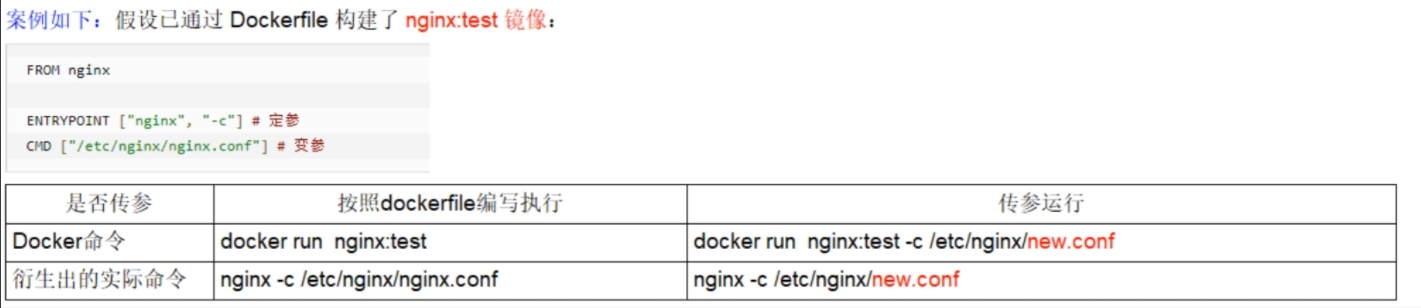 案例如下：假设已通过 Dockerfile 构建了 nginx:test 镜像：
FROM nginx
ENTRYPOINT ["nginx", "-c"] # 定参
CMD ["/etc/nginx/nginx.conf"] # 变参
是否传参 按照dockerfile编写执行 传参运行
Docker命令 docker run nginx:test docker run nginx:test -c /etc/nginx/new.conf
衍生出的实际命令 nginx -c /etc/nginx/nginx.conf nginx -c /etc/nginx/new.conf